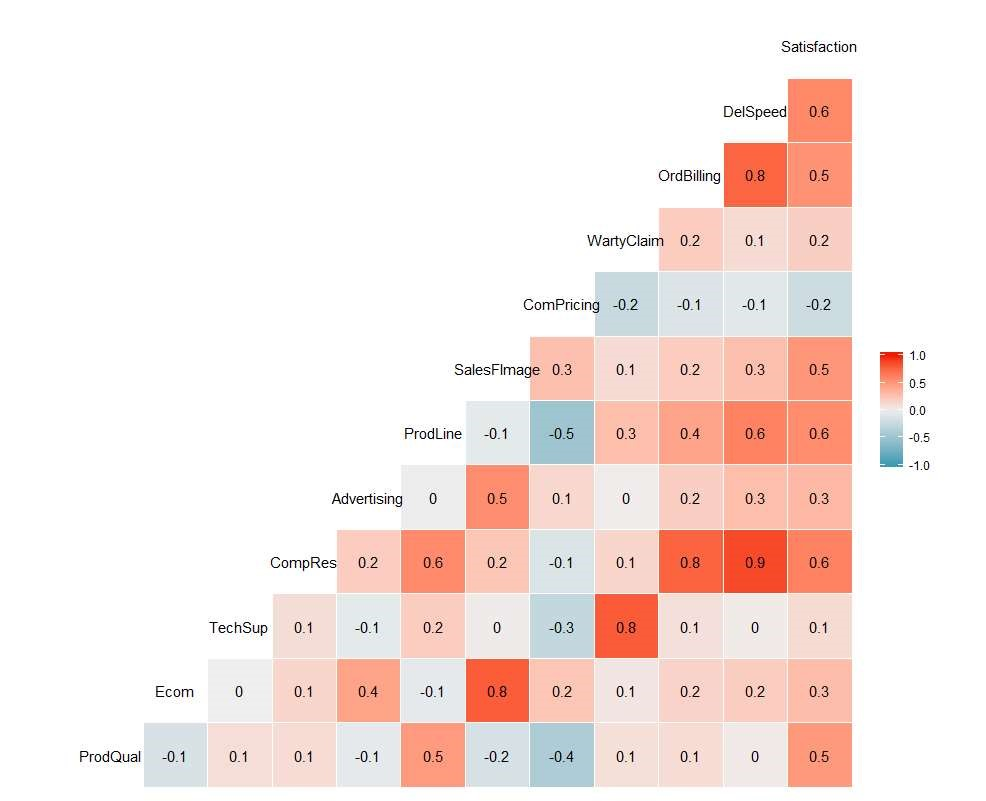 Satisfaction
DelSpeed 0.6
OrdBilling 0.8 0.5
WartyClaim 0.2 0.1 0.2
ComPricing -0.2 -0.1 -0.1 -0.2
SalesFImage 0.3 0.1 0.2 0.3 0.5
ProdLine -0.1 -0.5 0.3 0.4 0.6 0.6
Advertising 0 0.5 0.1 0 0.2 0.3 0.3
CompRes 0.2 0.6 0.2 -0.1 0.1 0.8 0.9 0.6
TechSup 0.1 -0.1 0.2 0 -0.3 0.8 0.1 0 0.1
Ecom 0 0.1 0.4 -0.1 0.8 0.2 0.1 0.2 0.2 0.3
ProdQual -0.1 0.1 0.1 -0.1 0.5 -0.2 -0.4 0.1 0.1 0 0.5
1.0
0.5
0.0
-0.5
-1.0